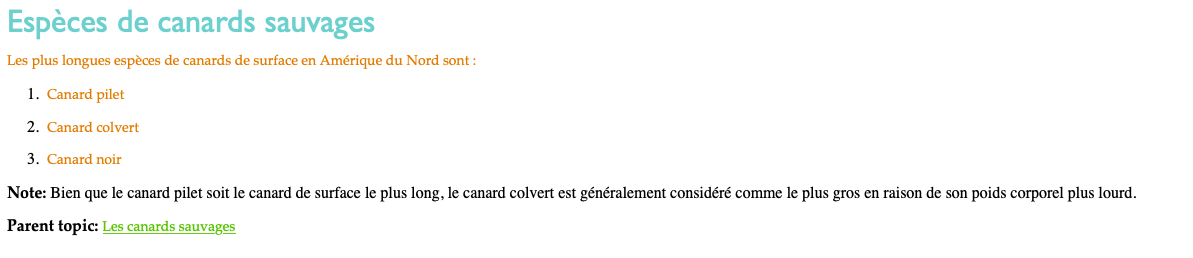 Espèces de canards sauvages
Les plus longues espèces de canards de surface en Amérique du Nord sont :
1. Canard pilet
2. Canard colvert
3. Canard noir
Note: Bien que le canard pilet soit le canard de surface le plus long, le canard colvert est généralement considéré comme le plus gros en raison de son poids corporel plus lourd.
Parent topic: Les canards sauvages